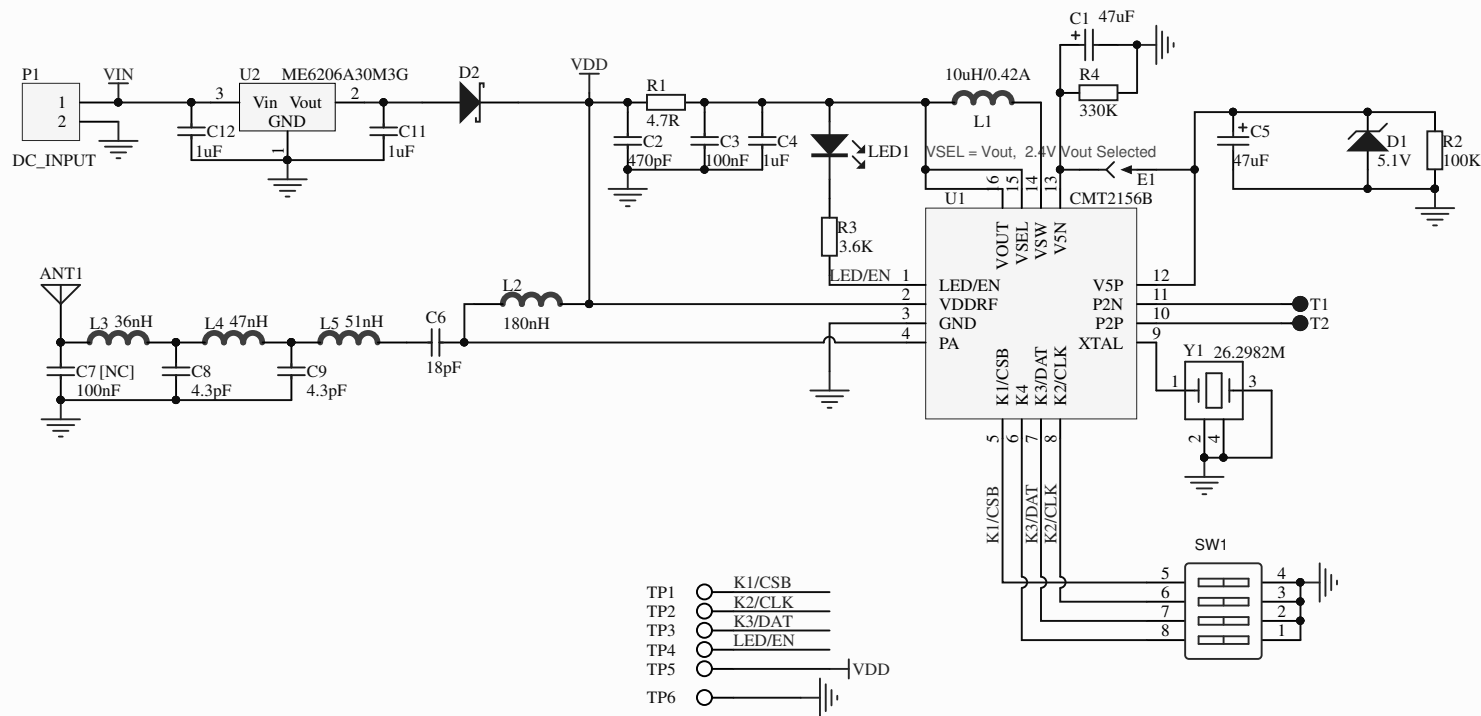 C1 47uF
R4
330K
P1
1
2
DC_INPUT
VIN
U2 ME6206A30M3G
3 Vin Vout 2
GND
1
C12
1uF
C11
1uF
D2
VDD
R1
4.7R
C2
470pF
C3
100nF
C4
1uF
LED1
10uH/0.42A
L1
VSEL = Vout, 2.4V Vout Selected
E1
C5
47uF
D1
5.1V
R2
100K
R3
3.6K
U1 CMT2156B
16 15 14 13
VOUT VSEL VSW V5N
LED/EN 1 LED/EN
2 VDDRF
3 GND
4 PA
V5P 12
P2N 11
P2P 10
XTAL 9
K1/CSB K4 K3/DAT K2/CLK
5 6 7 8
T1
T2
ANT1
L3 36nH
L4 47nH
L5 51nH
C6
18pF
L2
180nH
C7 [NC]
100nF
C8
4.3pF
C9
4.3pF
Y1 26.2982M
1 3
2 4
K1/CSB K3/DAT K2/CLK
SW1
5 4
6 3
7 2
8 1
TP1 K1/CSB
TP2 K2/CLK
TP3 K3/DAT
TP4 LED/EN
TP5 VDD
TP6